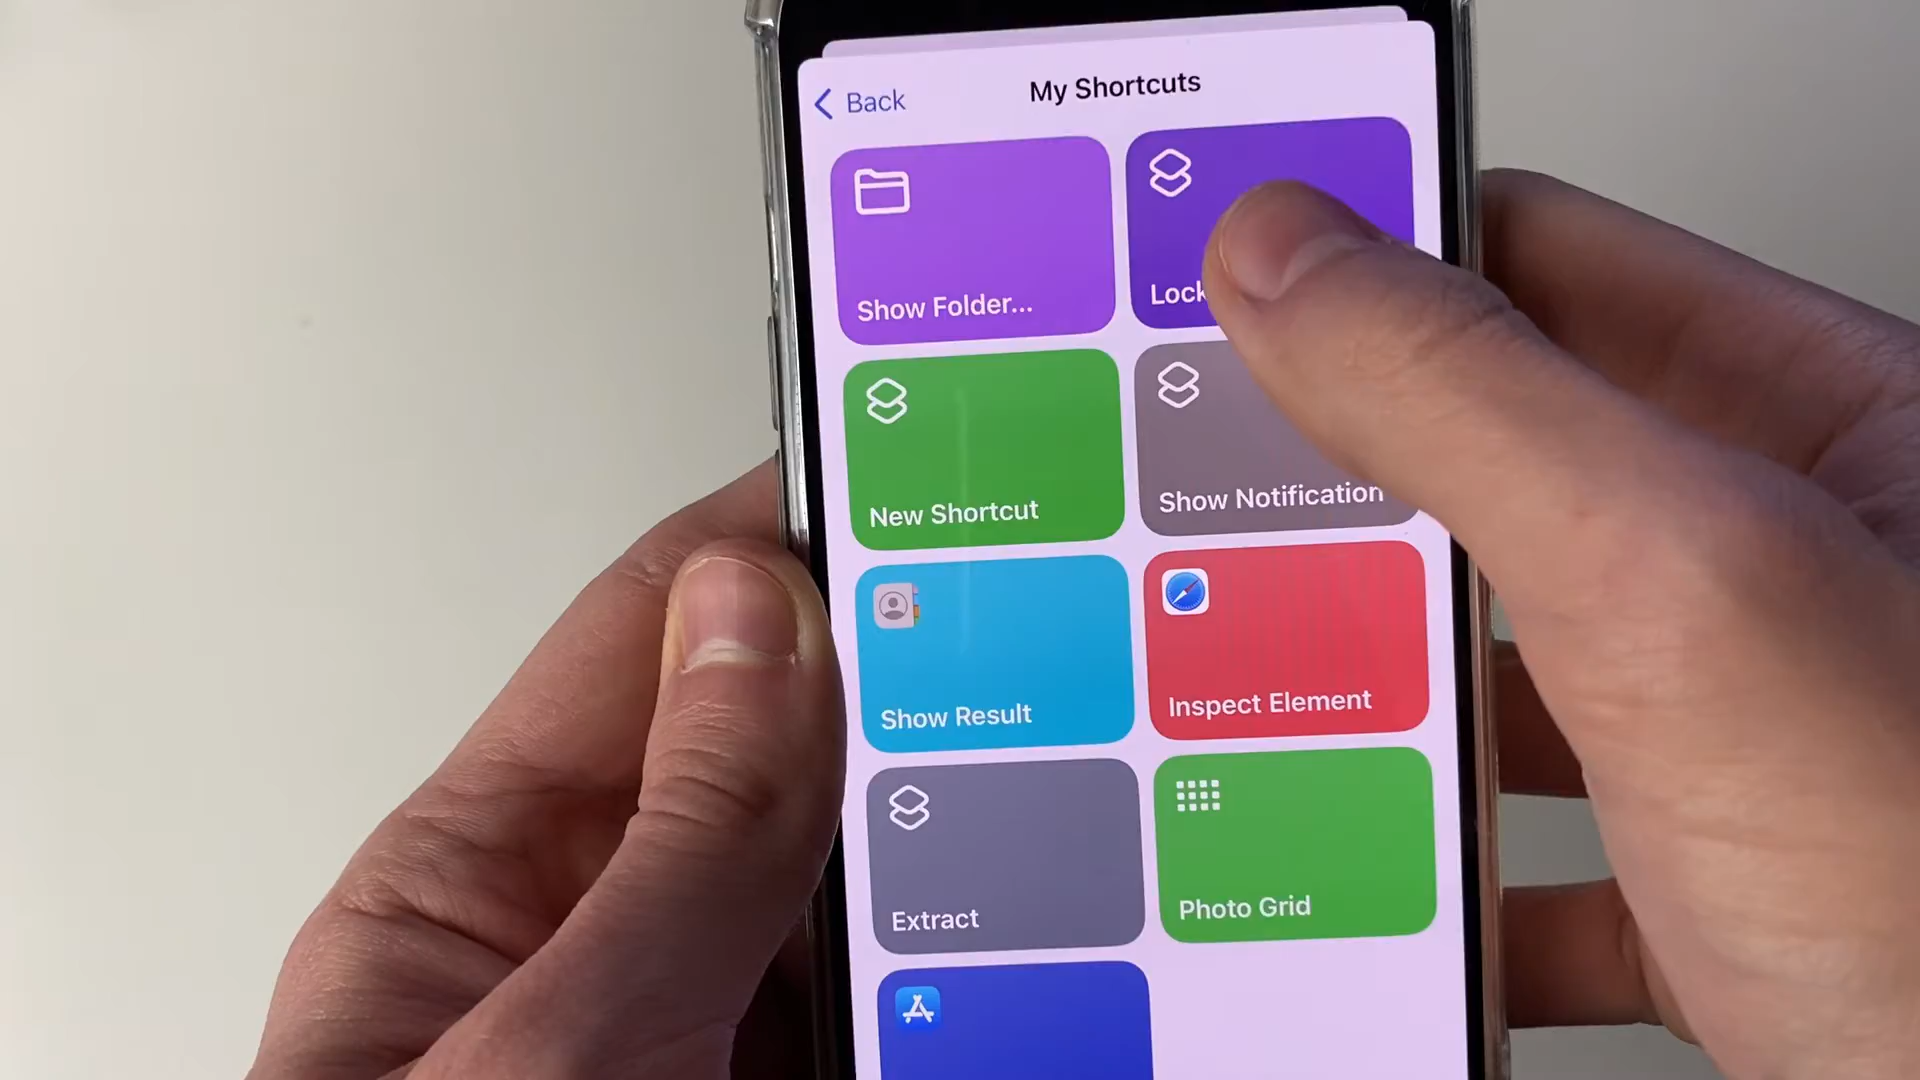 Back
My Shortcuts
Show Folder...
Lock
New Shortcut
Show Notification
Show Result
Inspect Element
Extract
Photo Grid